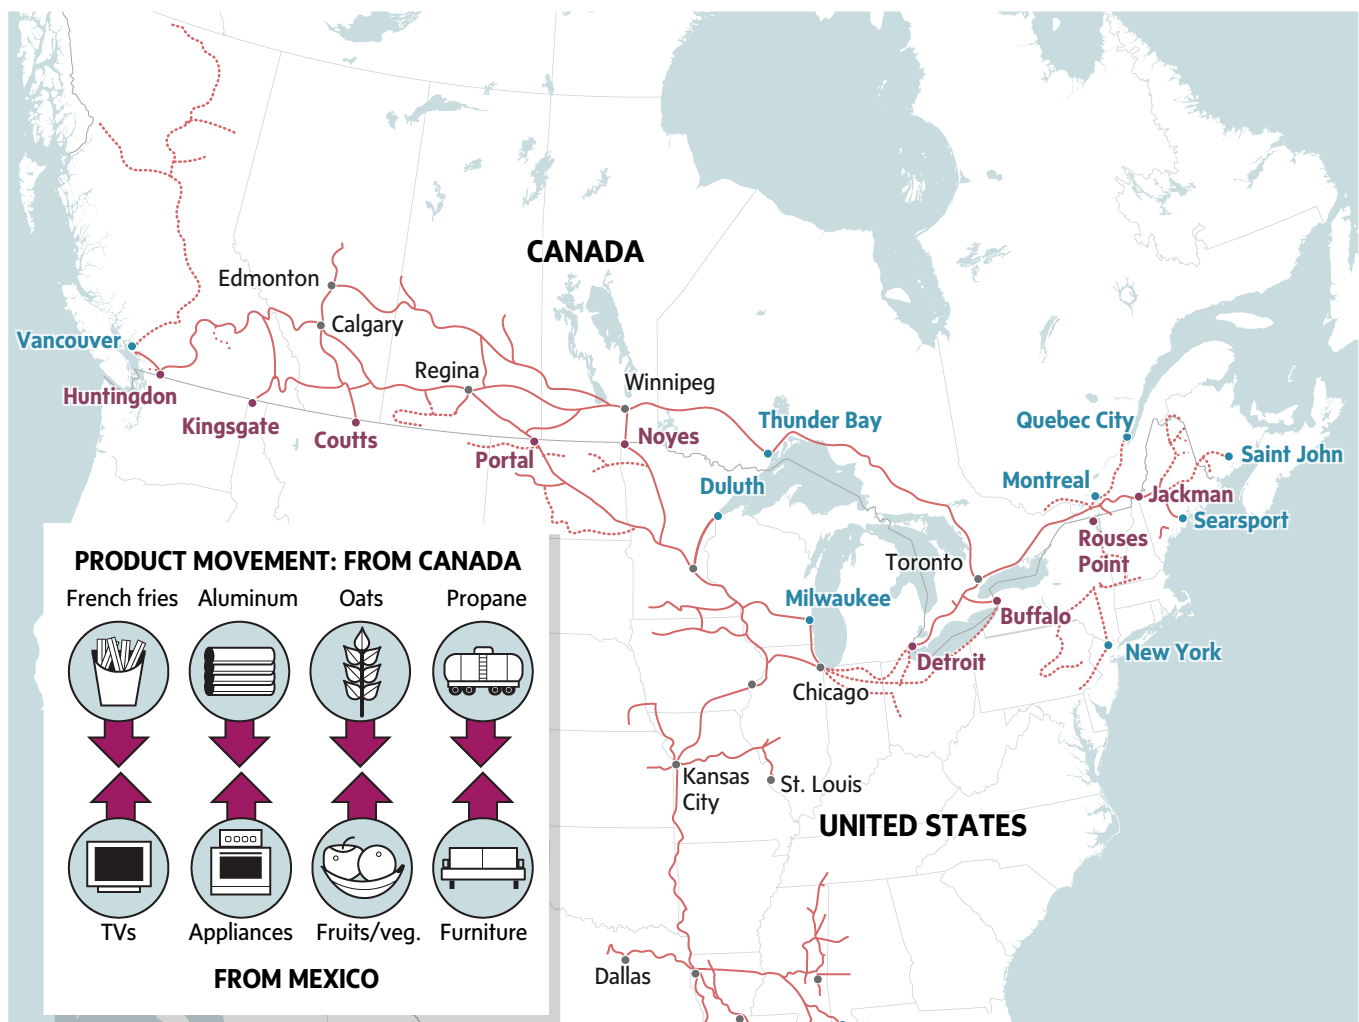 CANADA
Edmonton
Calgary
Vancouver
Regina
Huntingdon
Winnipeg
Kingsgate
Coutts
Thunder Bay
Quebec City
Noyes
Portal
Saint John
Montreal
Duluth
Jackman
Searsport
Rouses
Point
Toronto
Milwaukee
Buffalo
New York
Detroit
Chicago
Kansas
City
St. Louis
UNITED STATES
Dallas
PRODUCT MOVEMENT: FROM CANADA
French fries
Aluminum
Oats
Propane
TVs
Appliances
Fruits/veg.
Furniture
FROM MEXICO